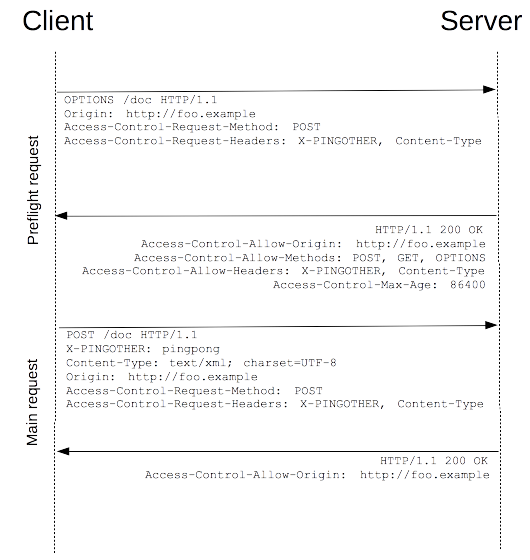 Client
Server
OPTIONS /doc HTTP/1.1
Origin: http://foo.example
Access-Control-Request-Method: POST
Access-Control-Request-Headers: X-PINGOTHER, Content-Type
Preflight request
HTTP/1.1 200 OK
Access-Control-Allow-Origin: http://foo.example
Access-Control-Allow-Methods: POST, GET, OPTIONS
Access-Control-Allow-Headers: X-PINGOTHER, Content-Type
Access-Control-Max-Age: 86400
POST /doc HTTP/1.1
X-PINGOTHER: pingpong
Content-Type: text/xml; charset=UTF-8
Origin: http://foo.example
Access-Control-Request-Method: POST
Access-Control-Request-Headers: X-PINGOTHER, Content-Type
Main request
HTTP/1.1 200 OK
Access-Control-Allow-Origin: http://foo.example